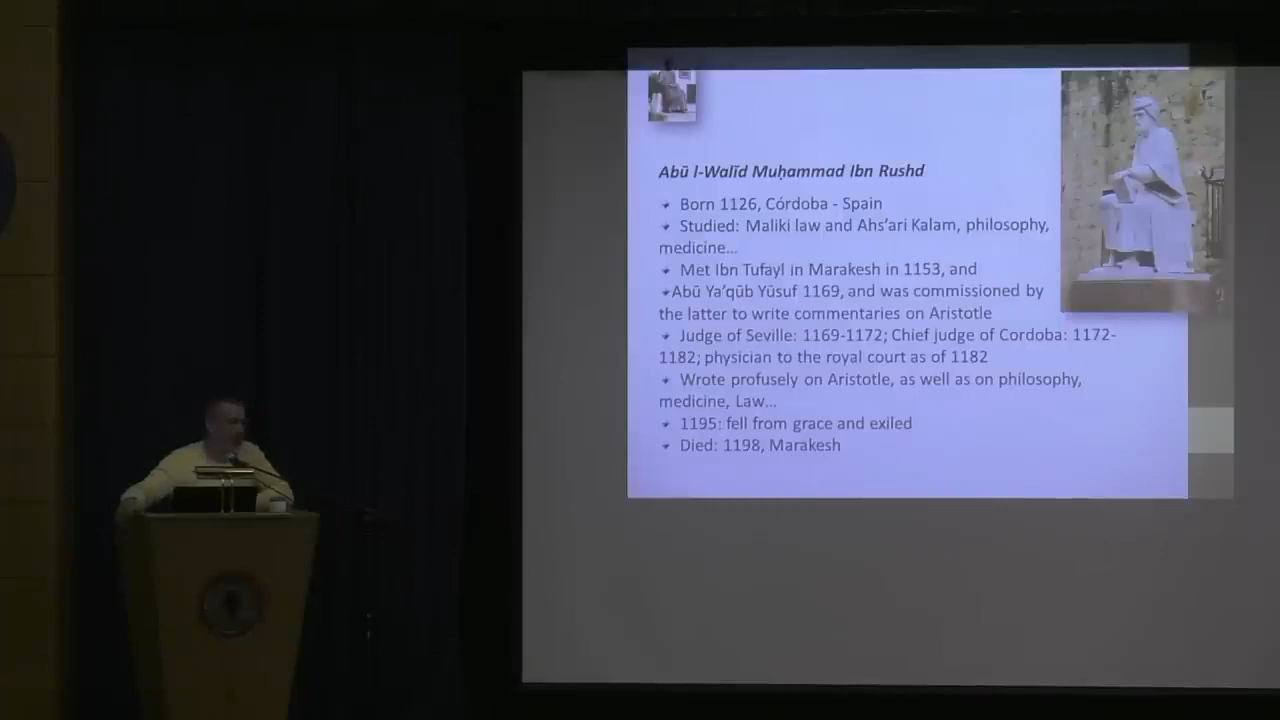 Abū l-Walīd Muḥammad Ibn Rushd
Born 1126, Córdoba - Spain
Studied: Maliki law and Ahs'ari Kalam, philosophy,
medicine...
Met Ibn Tufayl in Marakesh in 1153, and
Abū Ya'qūb Yūsuf 1169, and was commissioned by
the latter to write commentaries on Aristotle
Judge of Seville: 1169-1172; Chief judge of Cordoba: 1172-
1182; physician to the royal court as of 1182
Wrote profusely on Aristotle, as well as on philosophy,
medicine, Law...
1195: fell from grace and exiled
Died: 1198, Marakesh